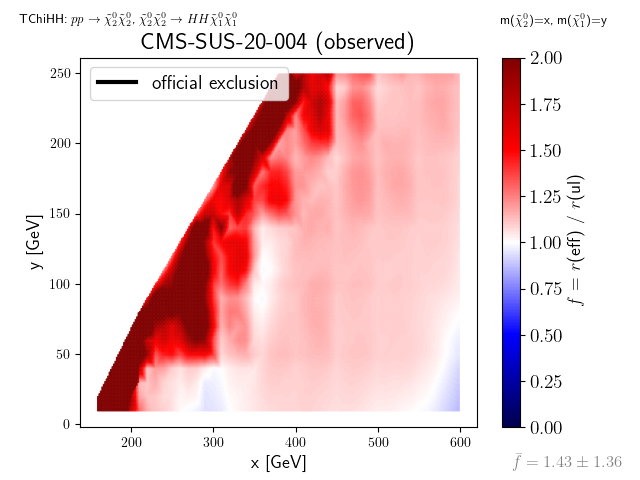 TChiHH: pp → χ̃⁰₂χ̃⁰₂, χ̃⁰₂χ̃⁰₂ → HHχ̃⁰₁χ̃⁰₁
m(χ̃⁰₂)=x, m(χ̃⁰₁)=y
CMS-SUS-20-004 (observed)
official exclusion
y [GeV]
250
200
150
100
50
0
200
300
400
500
600
x [GeV]
2.00
1.75
1.50
1.25
1.00
0.75
0.50
0.25
0.00
f = r(eff) / r(ul)
f̄ = 1.43 ± 1.36